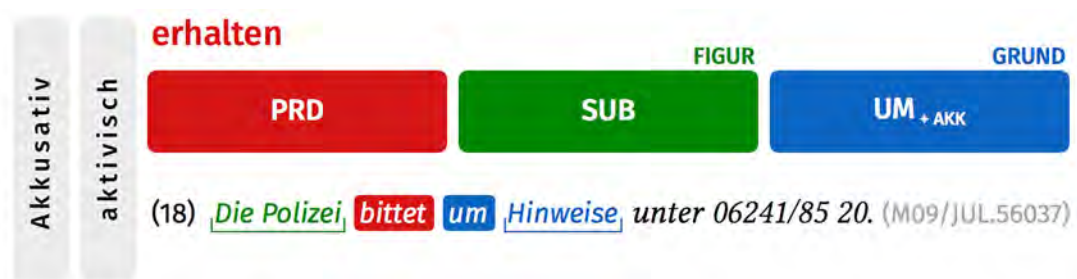 Akkusativ
aktivisch
erhalten
FIGUR
GRUND
PRD
SUB
UM + AKK
(18) Die Polizei bittet um Hinweise unter 06241/85 20. (M09/JUL.56037)